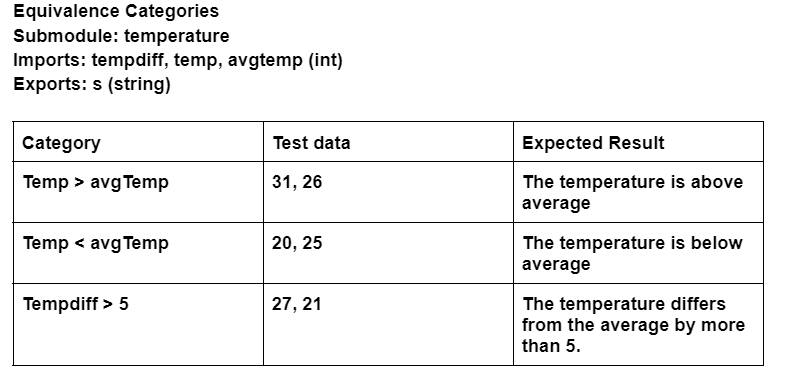 Equivalence Categories
Submodule: temperature
Imports: tempdiff, temp, avgtemp (int)
Exports: s (string)
Category Test data Expected Result
Temp > avgTemp 31, 26 The temperature is above
average
Temp < avgTemp 20, 25 The temperature is below
average
Tempdiff > 5 27, 21 The temperature differs
from the average by more
than 5.